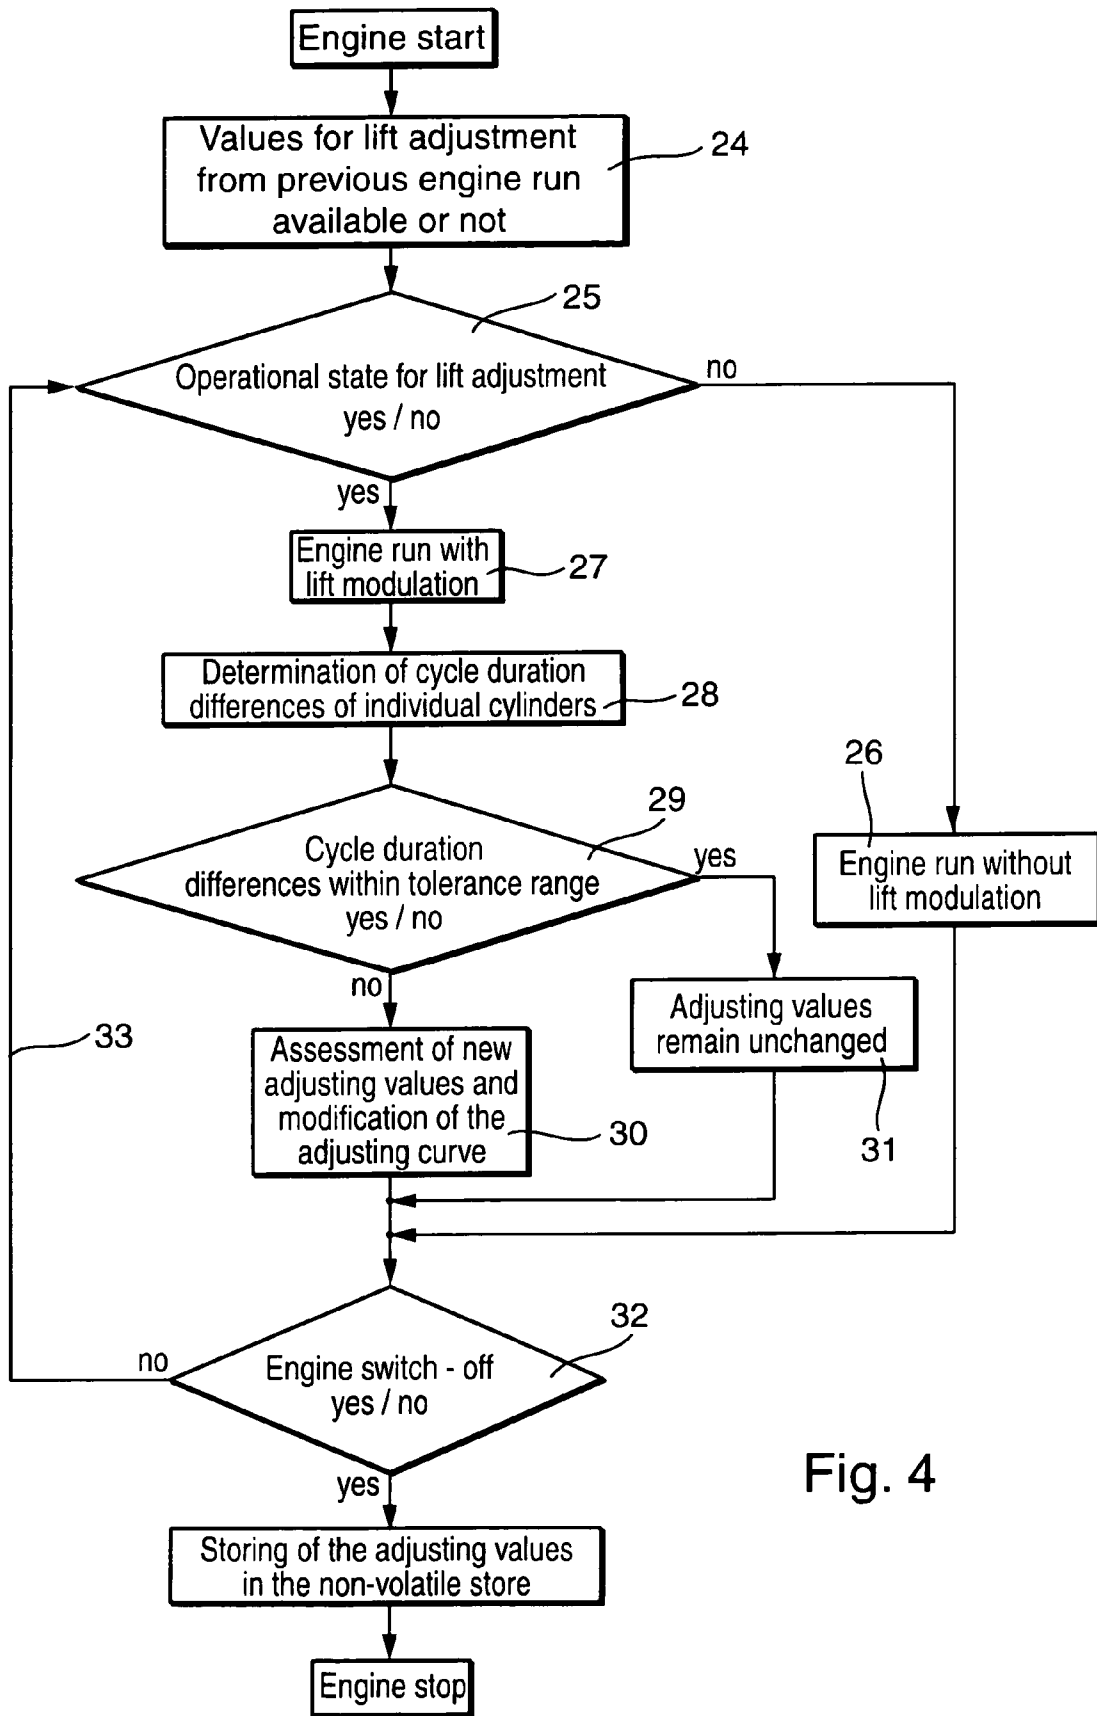 Engine start
Values for lift adjustment
from previous engine run
available or not
24
25
Operational state for lift adjustment
yes / no
no
yes
Engine run with
lift modulation
27
Determination of cycle duration
differences of individual cylinders
28
26
29
Cycle duration
differences within tolerance range
yes / no
yes
Engine run without
lift modulation
no
Adjusting values
remain unchanged
33
Assessment of new
adjusting values and
modification of the
adjusting curve
30
31
32
no
Engine switch - off
yes / no
yes
Fig. 4
Storing of the adjusting values
in the non-volatile store
Engine stop